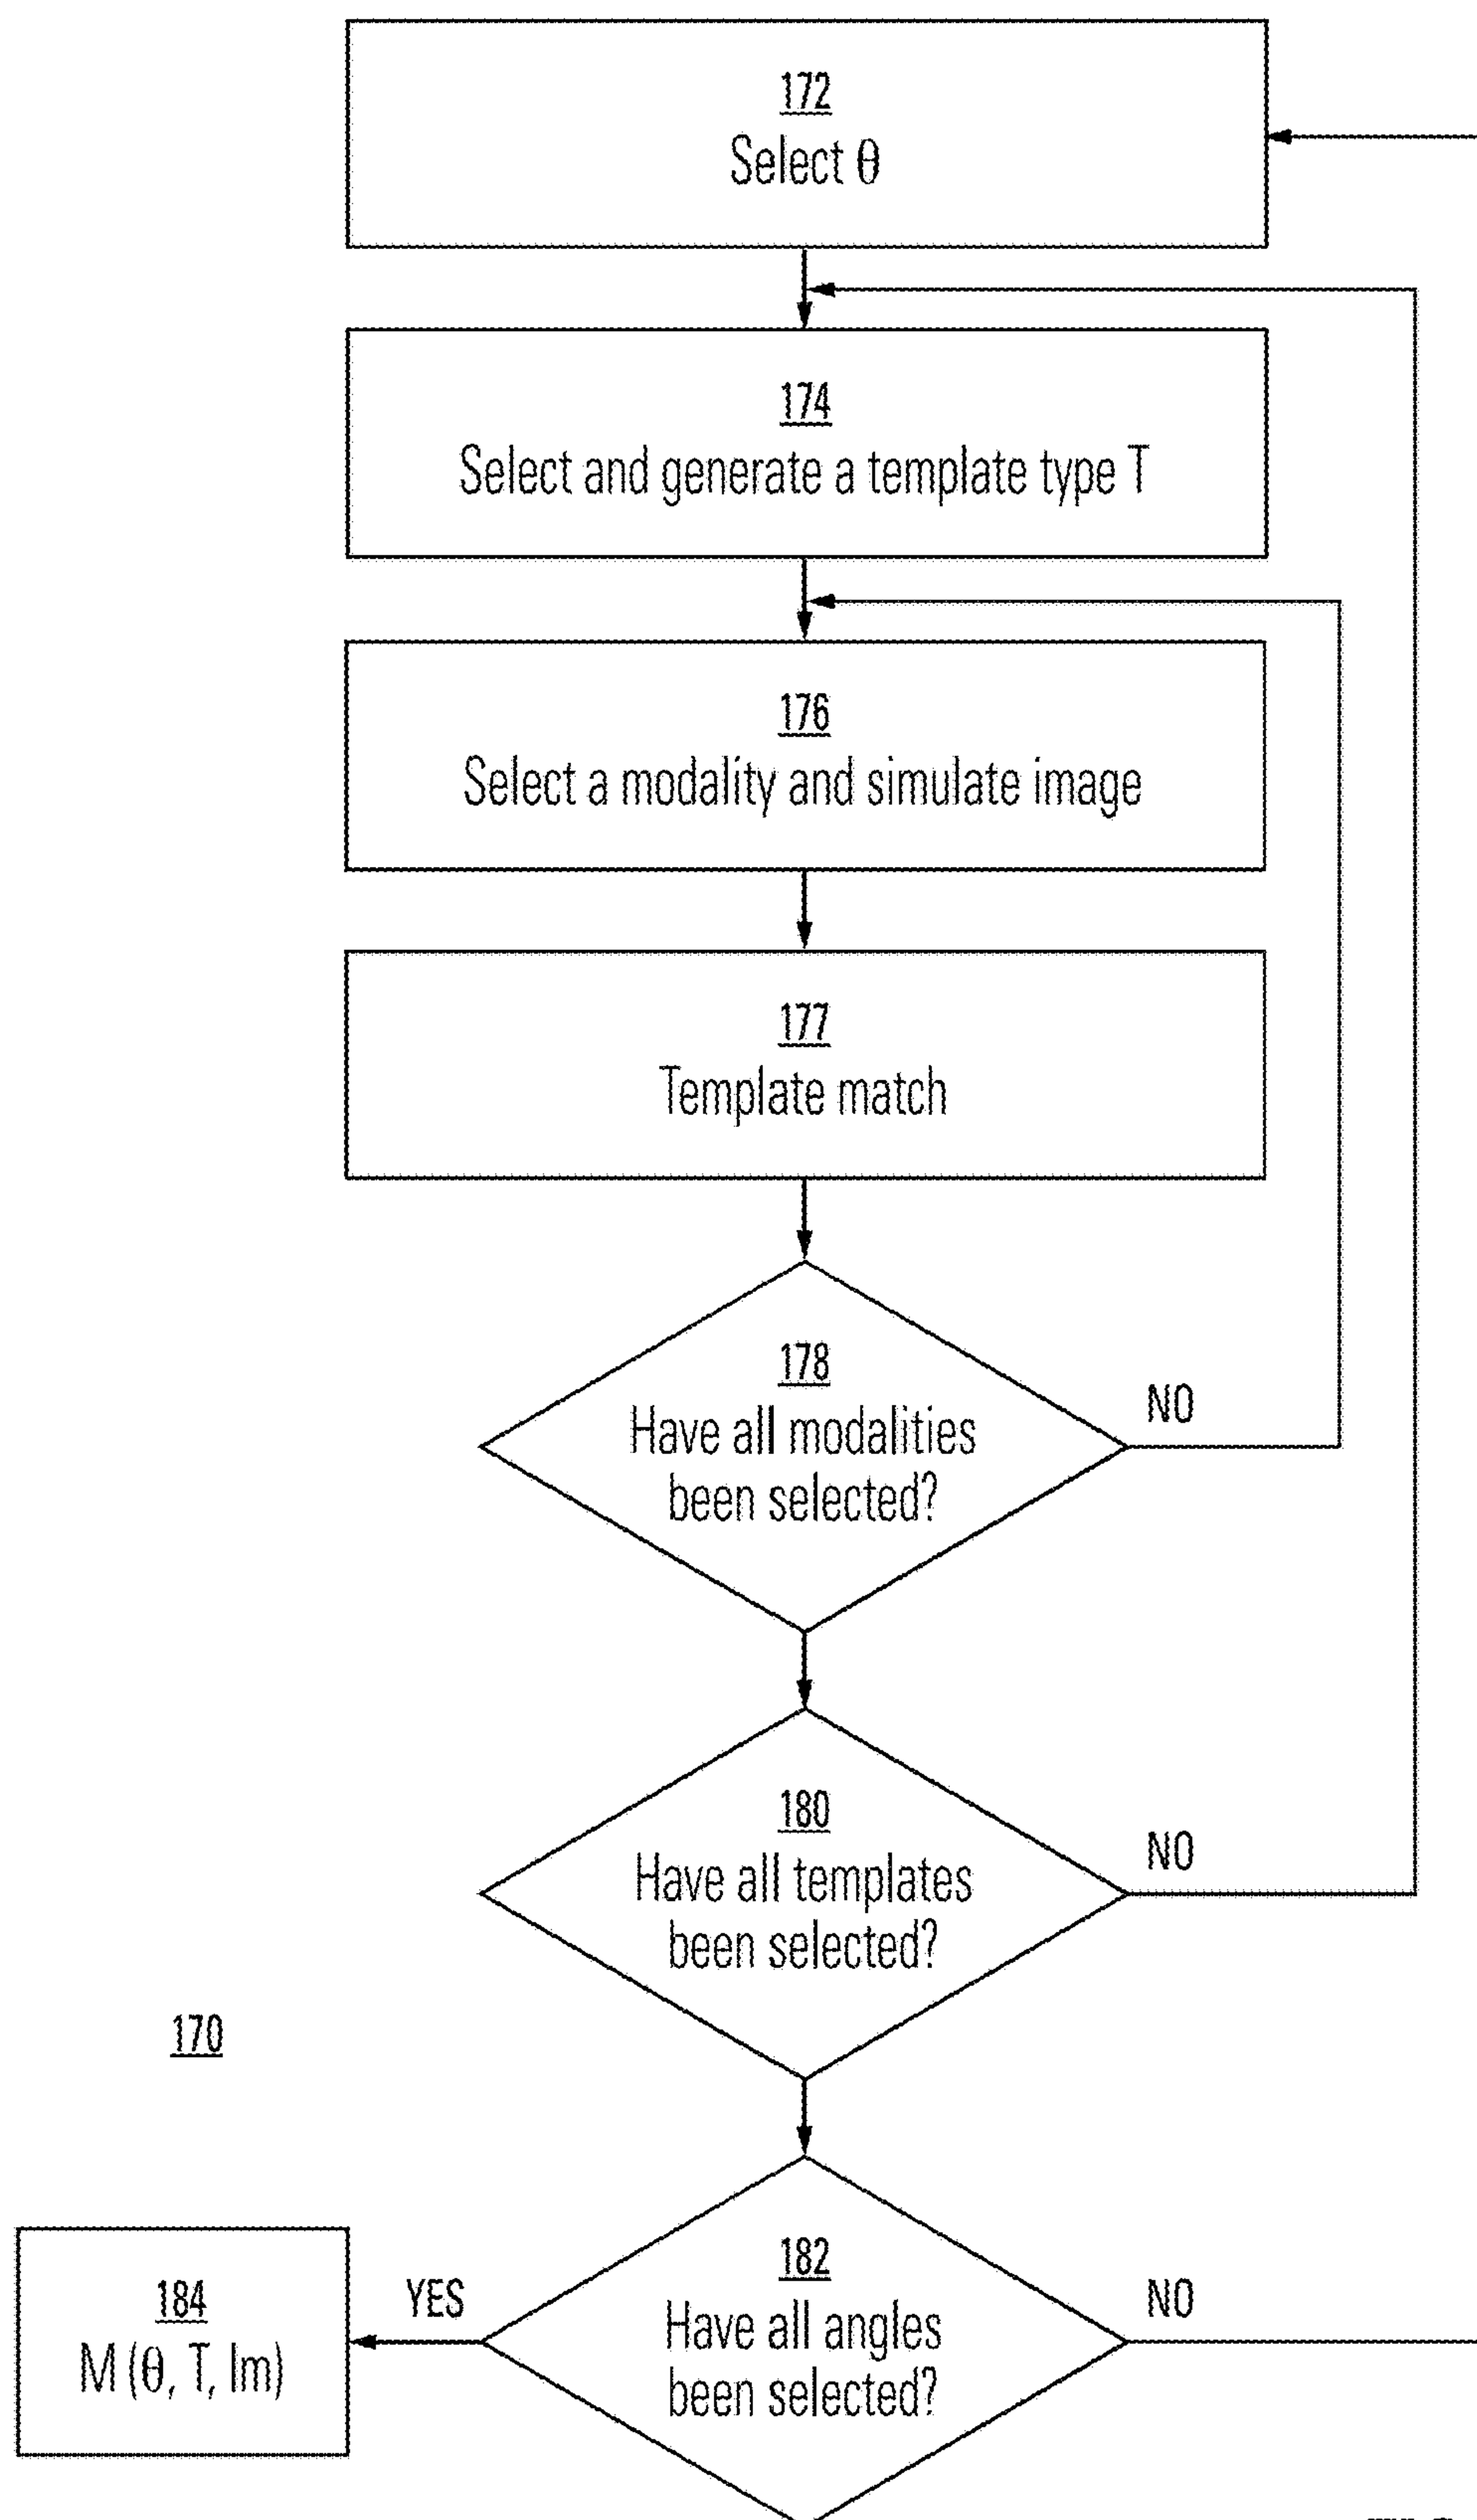 172
Select θ
174
Select and generate a template type T
176
Select a modality and simulate image
177
Template match
178
Have all modalities
been selected?
NO
180
Have all templates
been selected?
NO
170
182
Have all angles
been selected?
NO
YES
184
M (θ, T, Im)